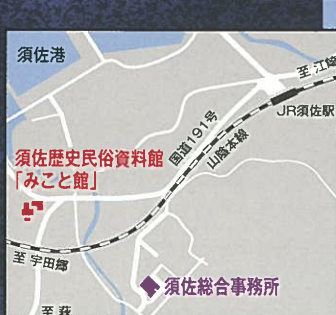 須佐港
至 江崎
JR須佐駅
国道191号
山陰本線
須佐歴史民俗資料館
「みこと館」
至 宇田郷
須佐総合事務所
至 萩